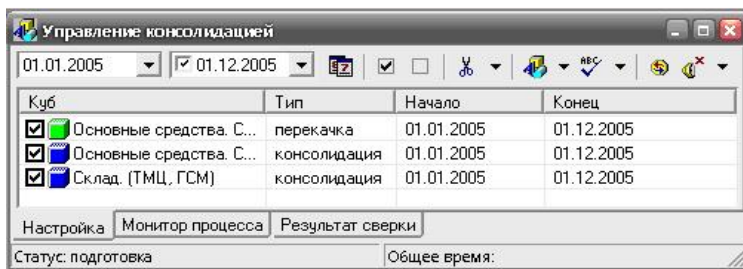 Управление консолидацией
01.01.2005 01.12.2005 ABC
Куб Тип Начало Конец
Основные средства. С... перекачка 01.01.2005 01.12.2005
Основные средства. С... консолидация 01.01.2005 01.12.2005
Склад. (ТМЦ, ГСМ) консолидация 01.01.2005 01.12.2005
Настройка Монитор процесса Результат сверки
Статус: подготовка Общее время: